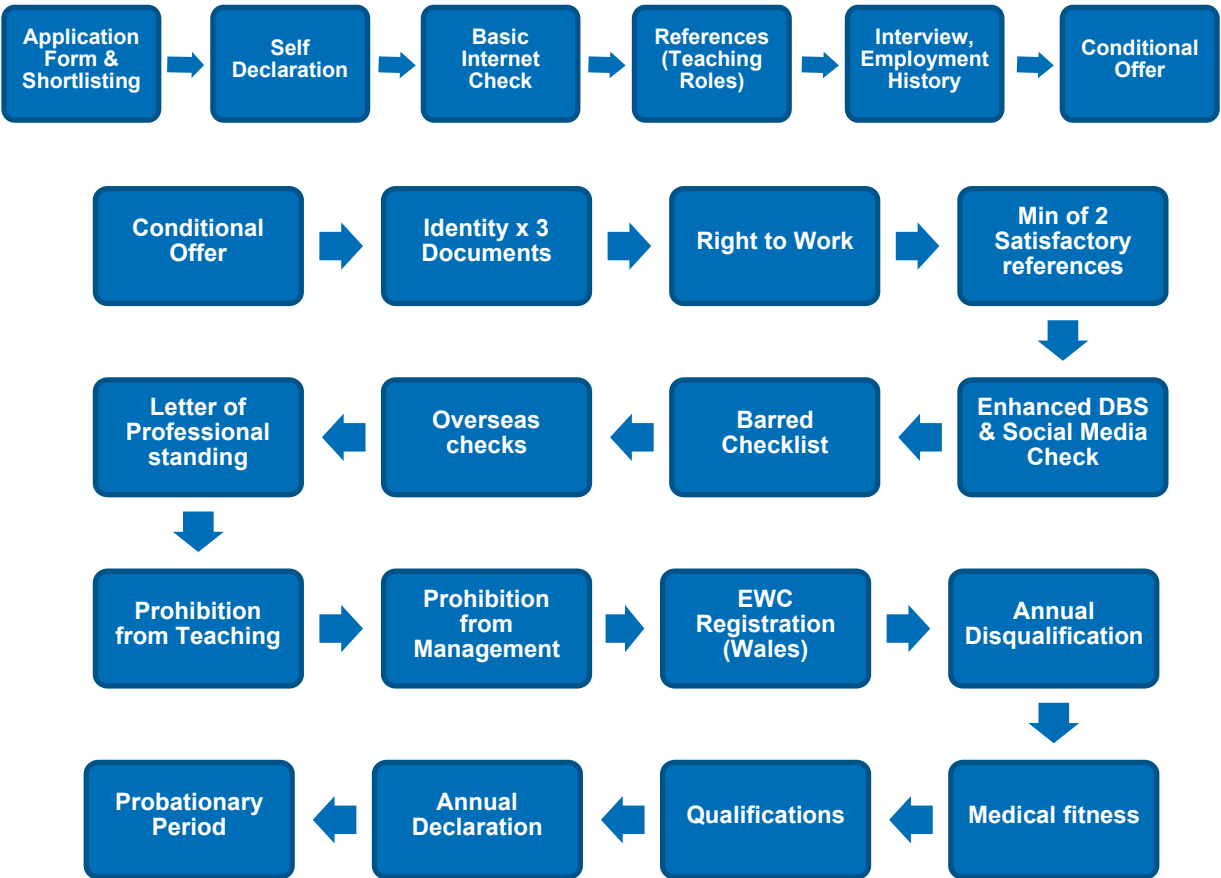 Application
Form &
Shortlisting
Self
Declaration
Basic
Internet
Check
References
(Teaching
Roles)
Interview,
Employment
History
Conditional
Offer
Conditional
Offer
Identity x 3
Documents
Right to Work
Min of 2
Satisfactory
references
Enhanced DBS
& Social Media
Check
Barred
Checklist
Overseas
checks
Letter of
Professional
standing
Prohibition
from Teaching
Prohibition
from
Management
EWC
Registration
(Wales)
Annual
Disqualification
Medical fitness
Qualifications
Annual
Declaration
Probationary
Period